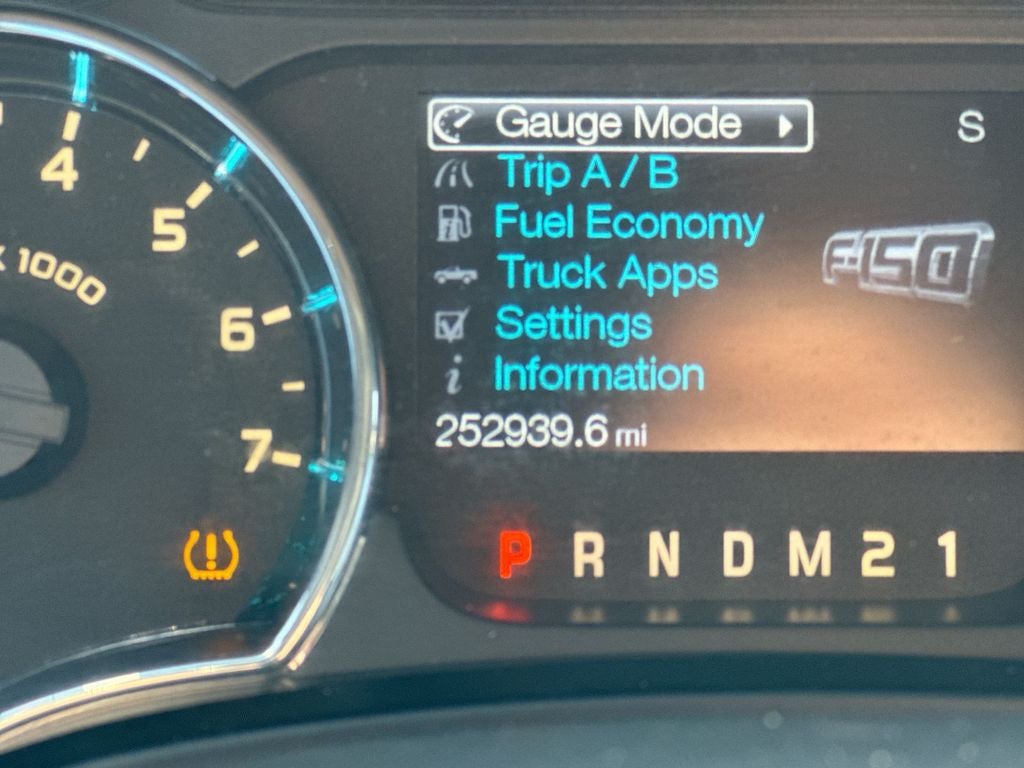 4
5
x 1000
6
7
Gauge Mode
S
Trip A / B
Fuel Economy
F-150
Truck Apps
Settings
Information
252939.6 mi
P R N D M 2 1